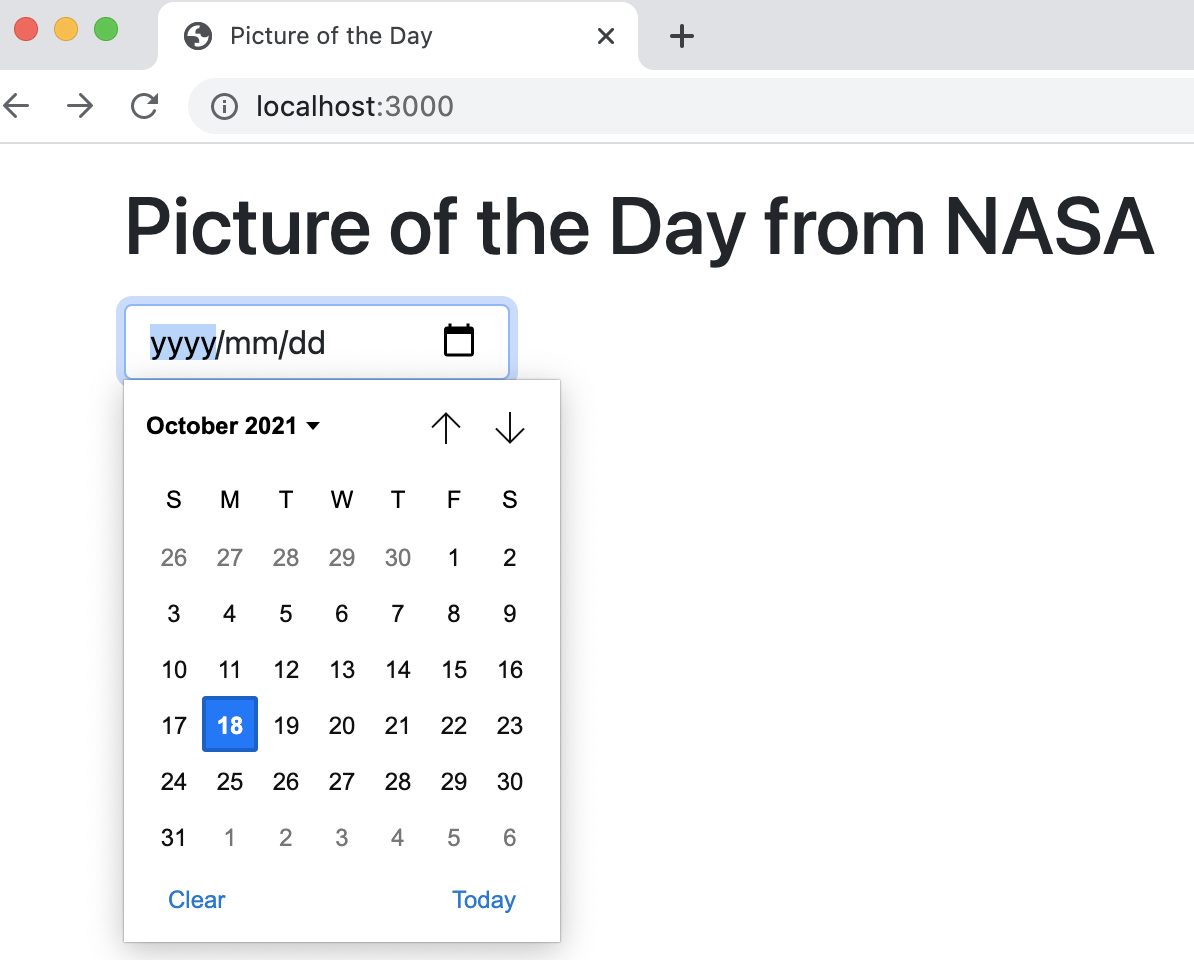 Picture of the Day
localhost:3000
Picture of the Day from NASA
yyyy/mm/dd
October 2021
S M T W T F S
26 27 28 29 30 1 2
3 4 5 6 7 8 9
10 11 12 13 14 15 16
17 18 19 20 21 22 23
24 25 26 27 28 29 30
31 1 2 3 4 5 6
Clear Today